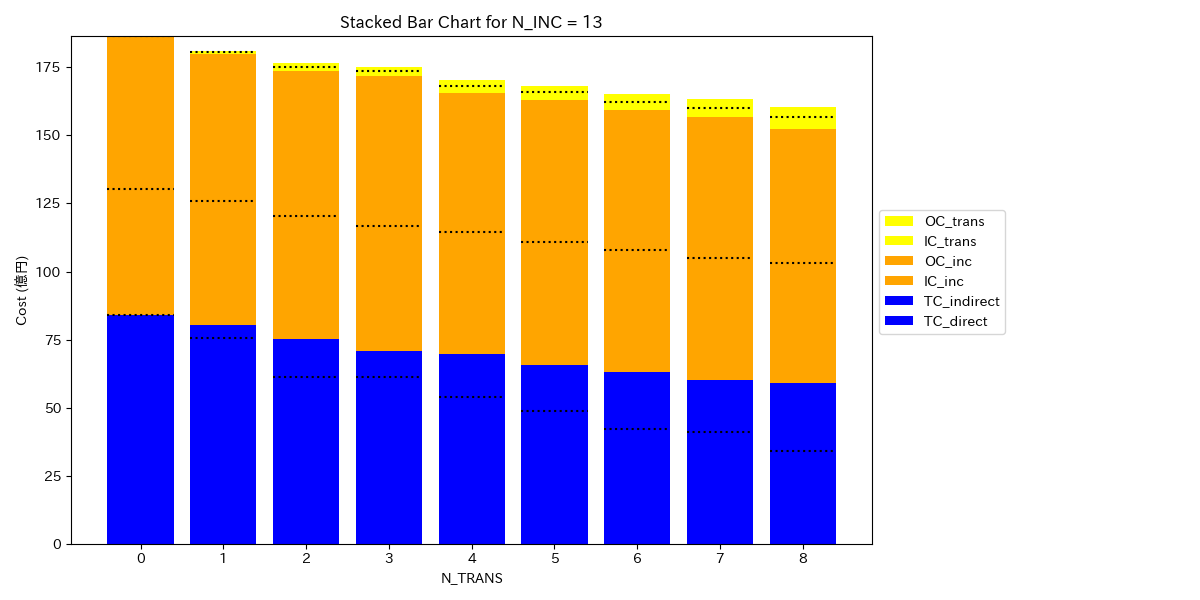 Stacked Bar Chart for N_INC = 13
Cost (億円)
175
150
125
100
75
50
25
0
0 1 2 3 4 5 6 7 8
N_TRANS
OC_trans
IC_trans
OC_inc
IC_inc
TC_indirect
TC_direct